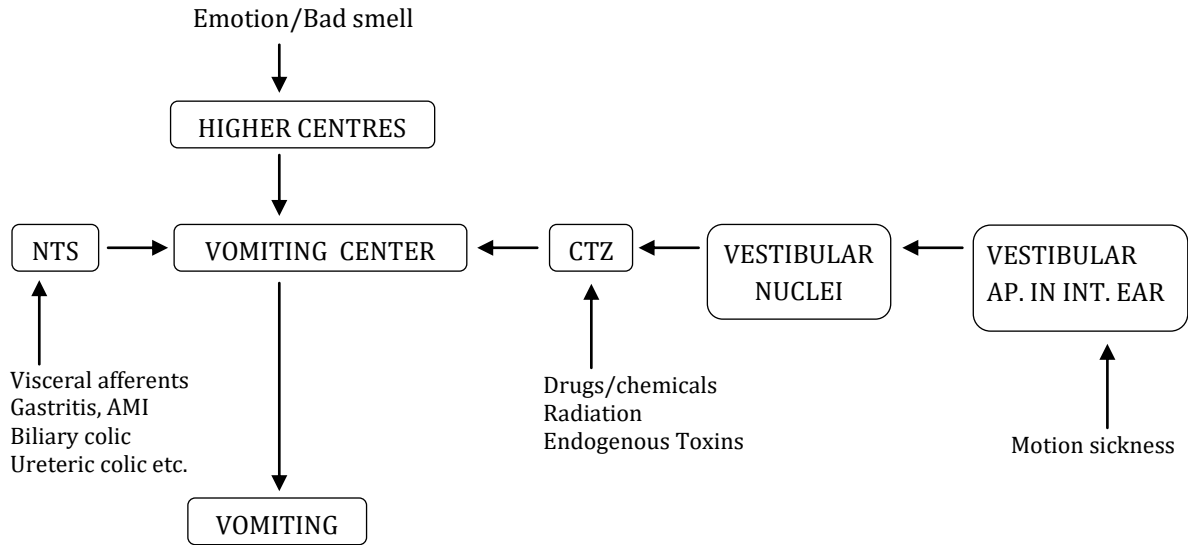 Emotion/Bad smell
HIGHER CENTRES
NTS
VOMITING CENTER
CTZ
VESTIBULAR
NUCLEI
VESTIBULAR
AP. IN INT. EAR
Visceral afferents
Gastritis, AMI
Biliary colic
Ureteric colic etc.
Drugs/chemicals
Radiation
Endogenous Toxins
Motion sickness
VOMITING